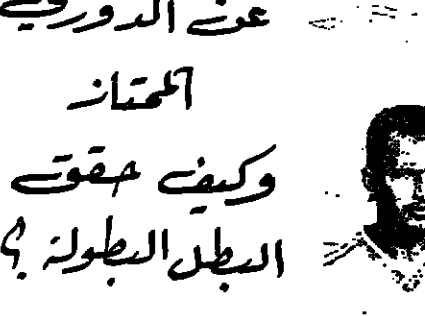 عن الدوري
الممتاز
وكيف حقق
البطل البطولة ؟